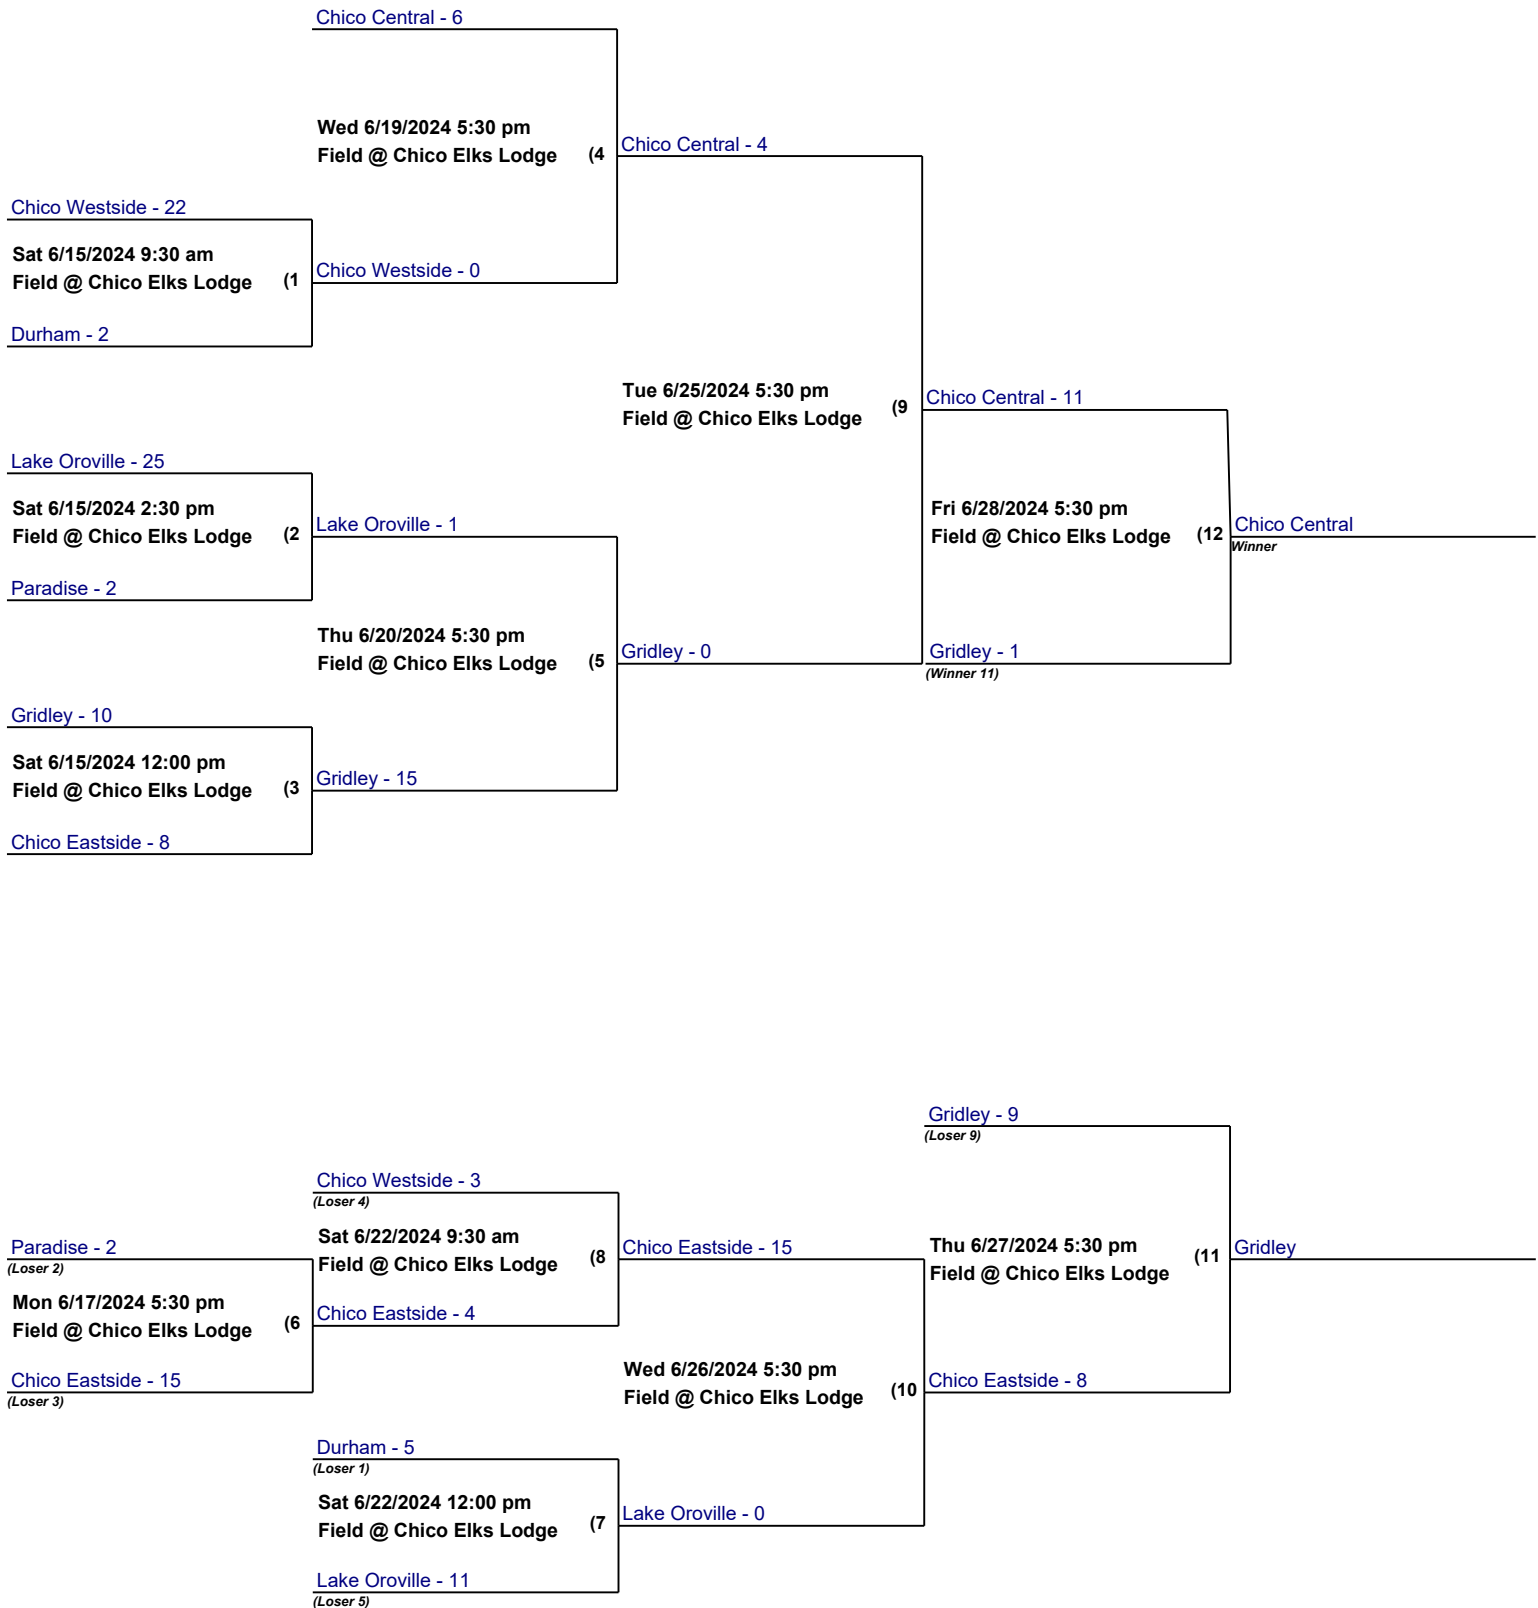 Chico Central - 6
Wed 6/19/2024 5:30 pm
Field @ Chico Elks Lodge (4
Chico Central - 4
Chico Westside - 22
Sat 6/15/2024 9:30 am
Field @ Chico Elks Lodge (1
Chico Westside - 0
Durham - 2
Tue 6/25/2024 5:30 pm
Field @ Chico Elks Lodge (9
Chico Central - 11
Lake Oroville - 25
Sat 6/15/2024 2:30 pm
Field @ Chico Elks Lodge (2
Lake Oroville - 1
Fri 6/28/2024 5:30 pm
Field @ Chico Elks Lodge (12
Chico Central
Winner
Paradise - 2
Thu 6/20/2024 5:30 pm
Field @ Chico Elks Lodge (5
Gridley - 0
Gridley - 1
(Winner 11)
Gridley - 10
Sat 6/15/2024 12:00 pm
Field @ Chico Elks Lodge (3
Gridley - 15
Chico Eastside - 8
Gridley - 9
(Loser 9)
Chico Westside - 3
(Loser 4)
Sat 6/22/2024 9:30 am
Field @ Chico Elks Lodge (8
Chico Eastside - 15
Thu 6/27/2024 5:30 pm
Field @ Chico Elks Lodge (11
Gridley
Paradise - 2
(Loser 2)
Mon 6/17/2024 5:30 pm
Field @ Chico Elks Lodge (6
Chico Eastside - 4
Chico Eastside - 15
(Loser 3)
Wed 6/26/2024 5:30 pm
Field @ Chico Elks Lodge (10
Chico Eastside - 8
Durham - 5
(Loser 1)
Sat 6/22/2024 12:00 pm
Field @ Chico Elks Lodge (7
Lake Oroville - 0
Lake Oroville - 11
(Loser 5)